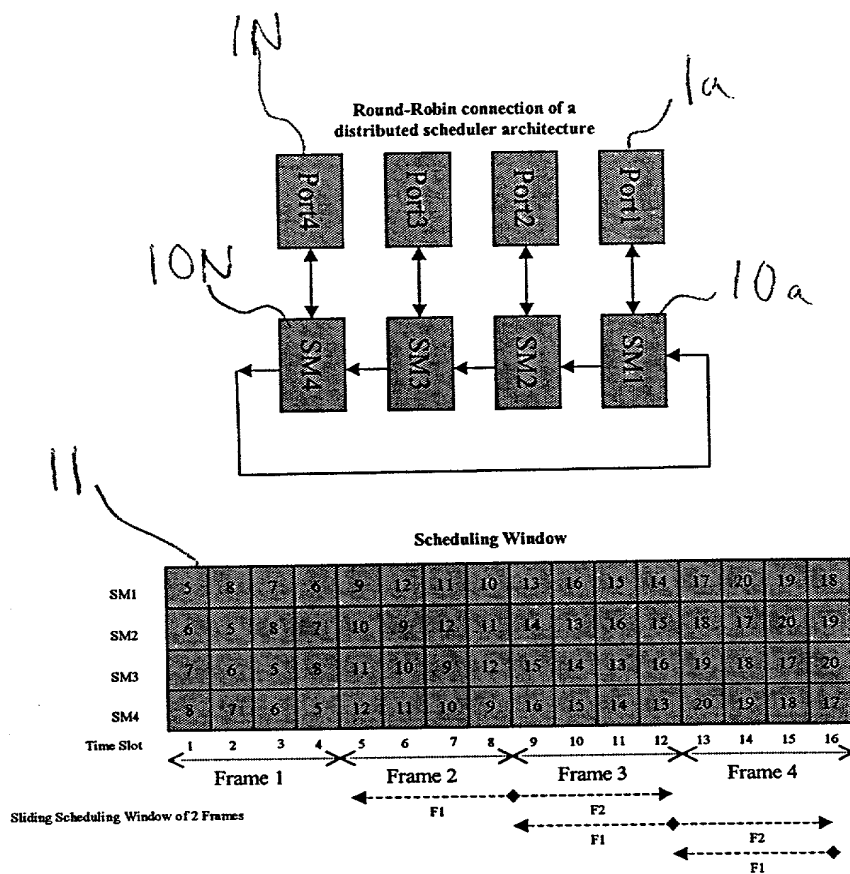 1N
1a
Round-Robin connection of a
distributed scheduler architecture
Port4 Port3 Port2 Port1
10N
10a
SM4 SM3 SM2 SM1
11
Scheduling Window
SM1 5 8 7 6 9 12 11 10 13 16 15 14 17 20 19 18
SM2 6 5 8 7 10 9 12 11 14 13 16 15 18 17 20 19
SM3 7 6 5 8 11 10 9 12 15 14 13 16 19 18 17 20
SM4 8 7 6 5 12 11 10 9 16 15 14 13 20 19 18 17
Time Slot 1 2 3 4 5 6 7 8 9 10 11 12 13 14 15 16
Frame 1 Frame 2 Frame 3 Frame 4
Sliding Scheduling Window of 2 Frames
F1 F2
F1 F2
F1